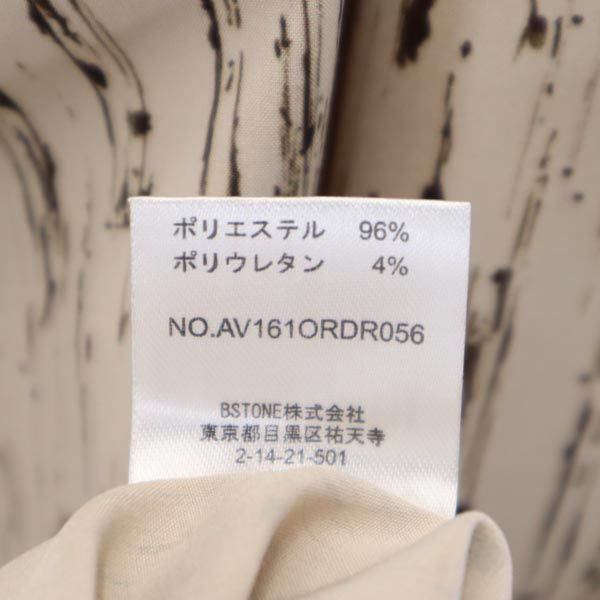 ポリエステル 96%
ポリウレタン 4%
NO.AV161ORDR056
BSTONE株式会社
東京都目黒区祐天寺
2-14-21-501